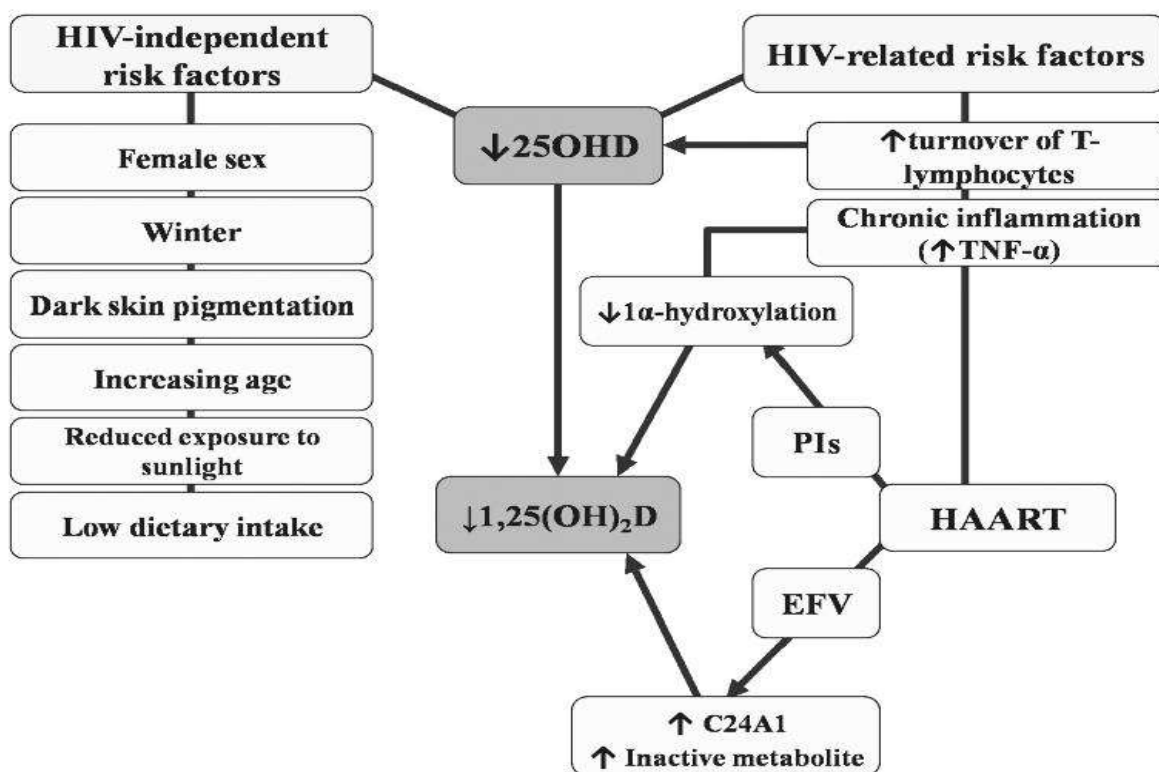 HIV-independent
risk factors
Female sex
Winter
Dark skin pigmentation
Increasing age
Reduced exposure to
sunlight
Low dietary intake
↓25OHD
↓1,25(OH)₂D
HIV-related risk factors
↑turnover of T-
lymphocytes
Chronic inflammation
(↑TNF-α)
↓1α-hydroxylation
PIs
HAART
EFV
↑ C24A1
↑ Inactive metabolite